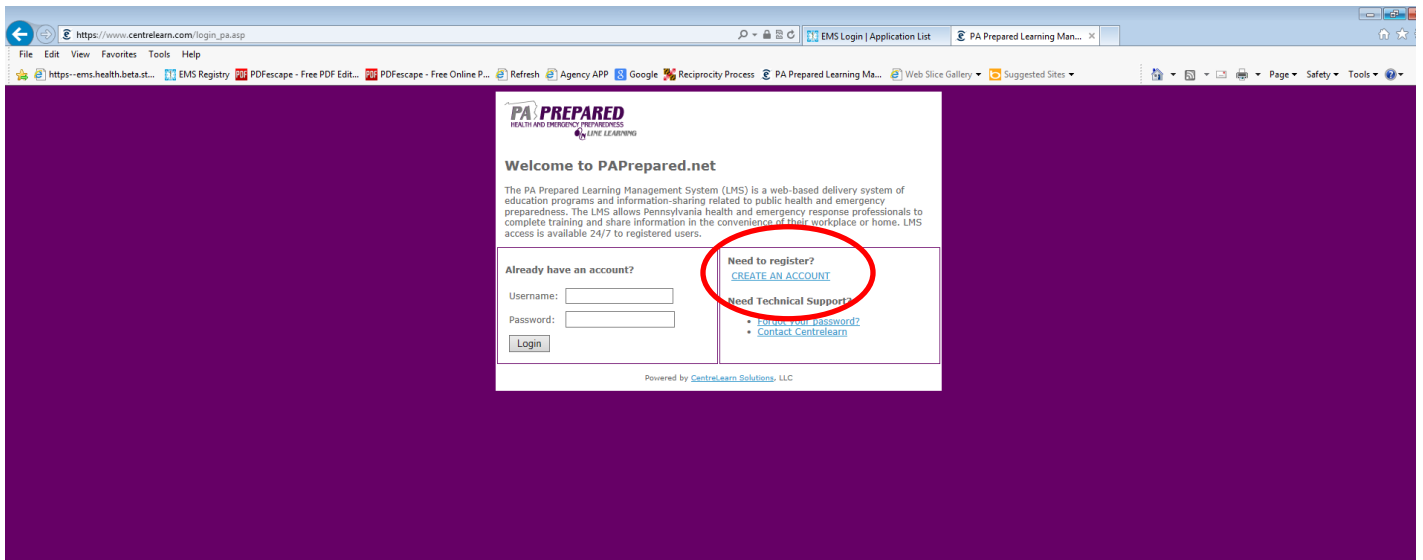 https://www.centrelearn.com/login_pa.asp
EMS Login | Application List
PA Prepared Learning Man...
File Edit View Favorites Tools Help
https--ems.health.beta.st... EMS Registry PDFescape - Free PDF Edit... PDFescape - Free Online P... Refresh Agency APP Google Reciprocity Process PA Prepared Learning Ma... Web Slice Gallery Suggested Sites Page Safety Tools
PA PREPARED
HEALTH AND EMERGENCY PREPAREDNESS
LINE LEARNING
Welcome to PAPrepared.net
The PA Prepared Learning Management System (LMS) is a web-based delivery system of
education programs and information-sharing related to public health and emergency
preparedness. The LMS allows Pennsylvania health and emergency response professionals to
complete training and share information in the convenience of their workplace or home. LMS
access is available 24/7 to registered users.
Already have an account?
Username:
Password:
Login
Need to register?
CREATE AN ACCOUNT
Need Technical Support?
Forgot your password?
Contact Centrelearn
Powered by CentreLearn Solutions, LLC